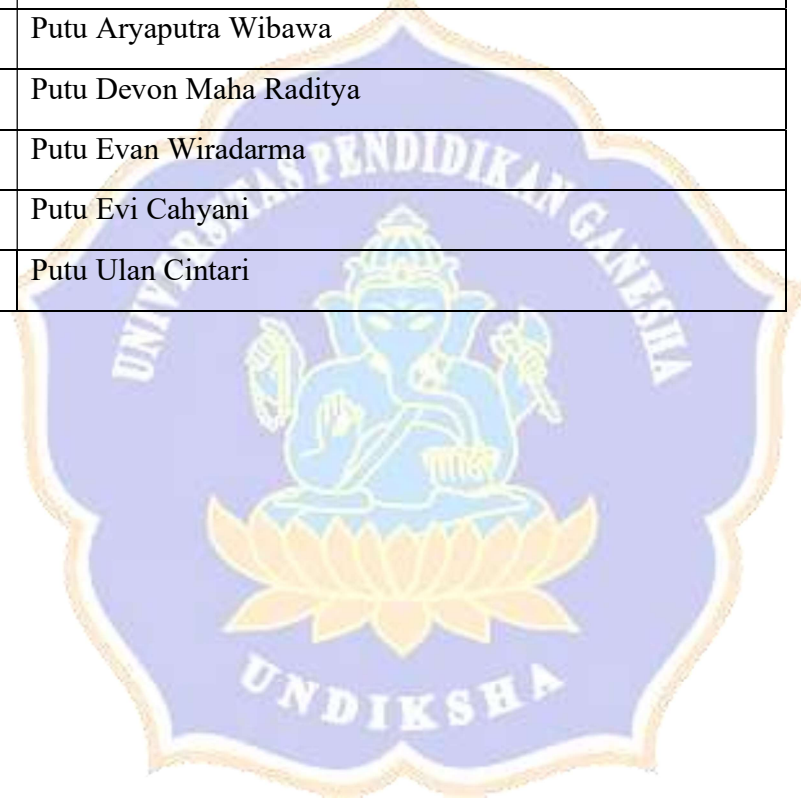 Putu Aryaputra Wibawa
Putu Devon Maha Raditya
Putu Evan Wiradarma
Putu Evi Cahyani
Putu Ulan Cintari
UNIVERSITAS PENDIDIKAN GANESHA
UNDIKSHA